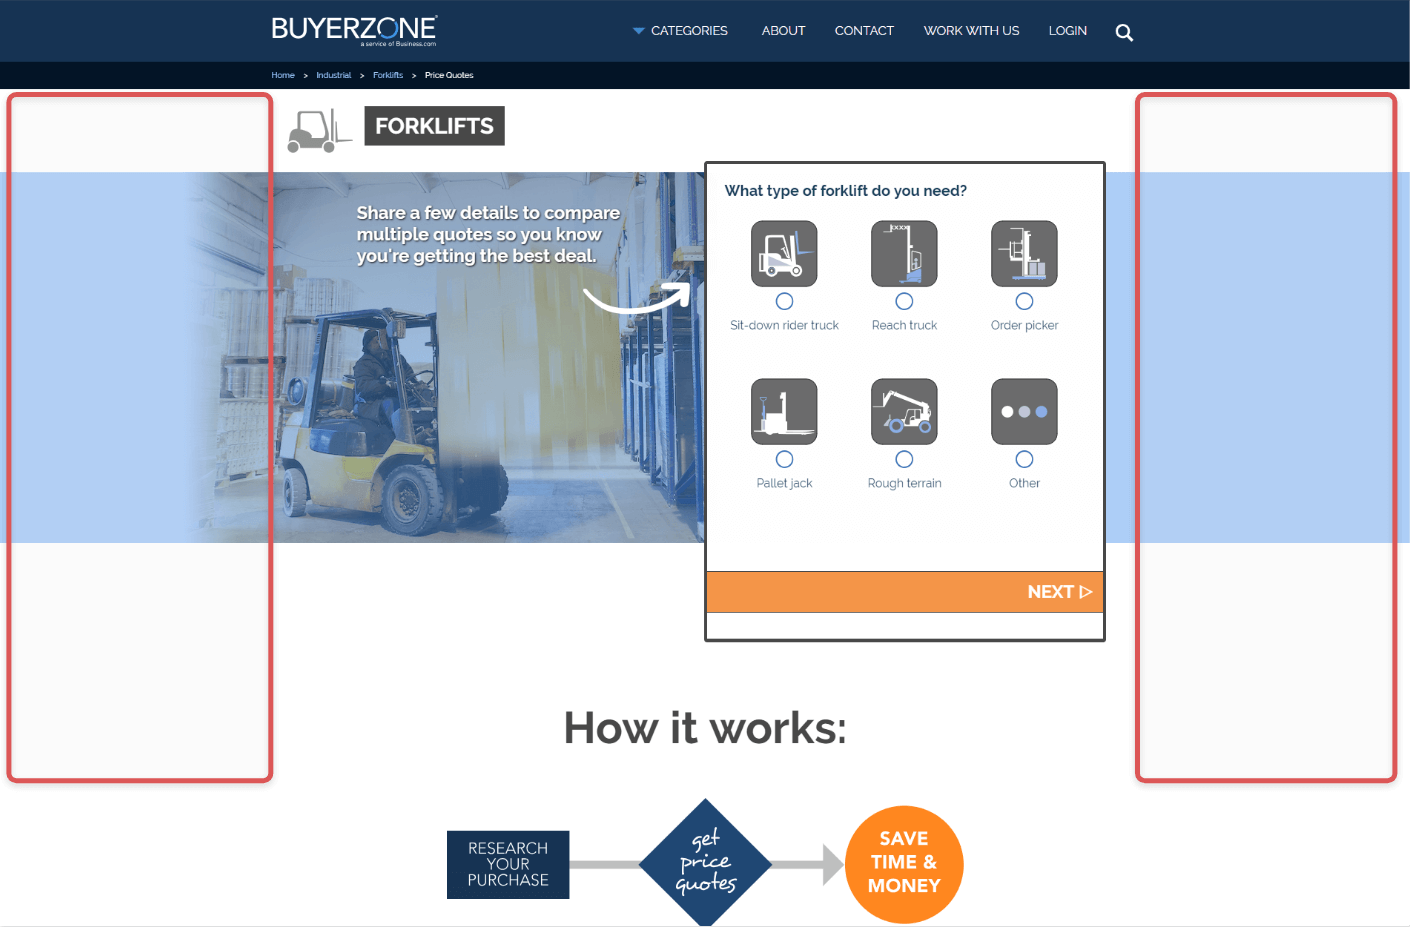 BUYERZONE®
a service of Business.com
CATEGORIES ABOUT CONTACT WORK WITH US LOGIN
Home > Industrial > Forklifts > Price Quotes
FORKLIFTS
Share a few details to compare
multiple quotes so you know
you're getting the best deal.
What type of forklift do you need?
Sit-down rider truck Reach truck Order picker
Pallet jack Rough terrain Other
NEXT
How it works:
RESEARCH
YOUR
PURCHASE
get
price
quotes
SAVE
TIME &
MONEY